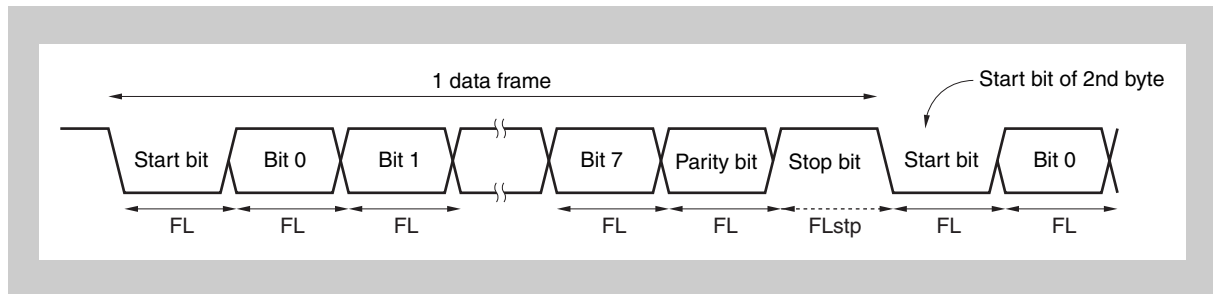 1 data frame
Start bit of 2nd byte
Start bit Bit 0 Bit 1 Bit 7 Parity bit Stop bit Start bit Bit 0
FL FL FL FL FL FLstp FL FL